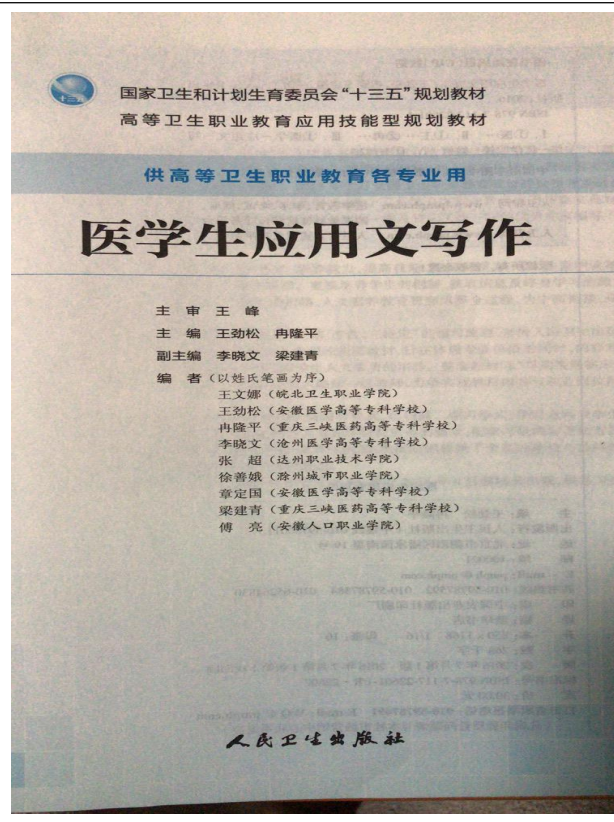 十三五
国家卫生和计划生育委员会“十三五”规划教材
高等卫生职业教育应用技能型规划教材
供高等卫生职业教育各专业用
医学生应用文写作
主 审 王 峰
主 编 王劲松 冉隆平
副主编 李晓文 梁建青
编 者（以姓氏笔画为序）
王文娜（皖北卫生职业学院）
王劲松（安徽医学高等专科学校）
冉隆平（重庆三峡医药高等专科学校）
李晓文（沧州医学高等专科学校）
张 超（达州职业技术学院）
徐善娥（滁州城市职业学院）
章定国（安徽医学高等专科学校）
梁建青（重庆三峡医药高等专科学校）
傅 亮（安徽人口职业学院）
人民卫生出版社